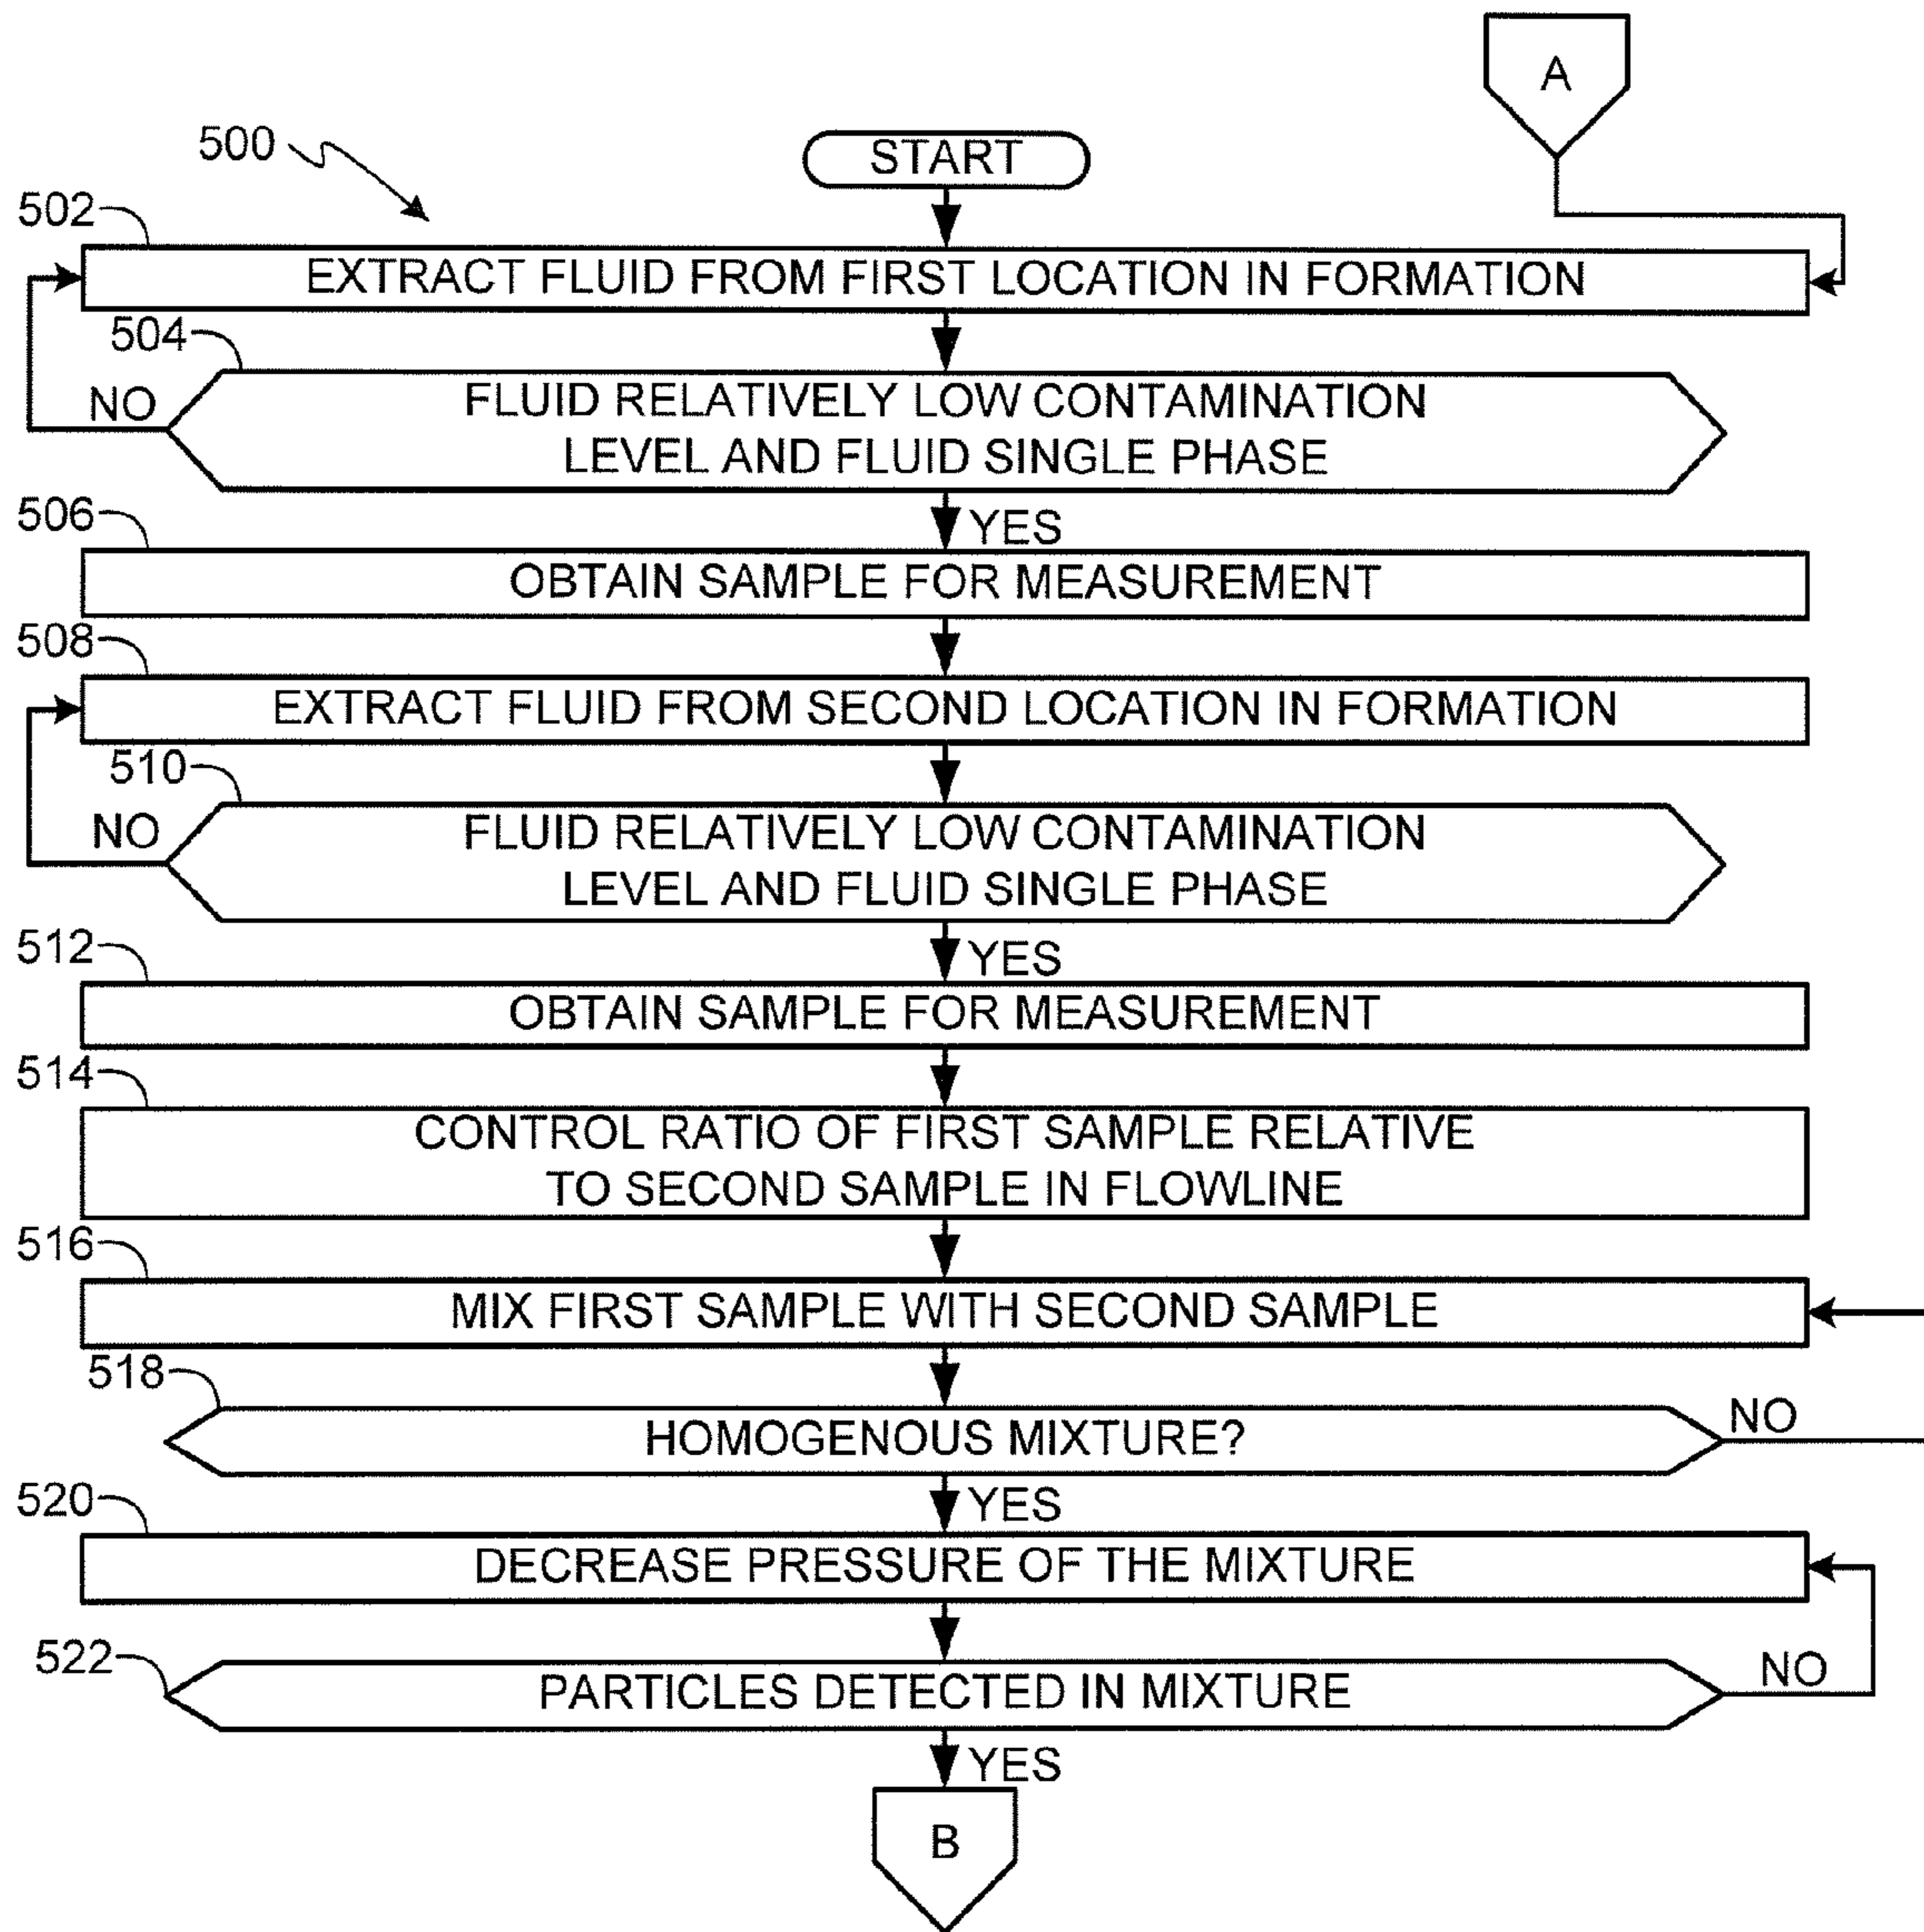 A
500
START
502
EXTRACT FLUID FROM FIRST LOCATION IN FORMATION
504
NO
FLUID RELATIVELY LOW CONTAMINATION
LEVEL AND FLUID SINGLE PHASE
YES
506
OBTAIN SAMPLE FOR MEASUREMENT
508
EXTRACT FLUID FROM SECOND LOCATION IN FORMATION
510
NO
FLUID RELATIVELY LOW CONTAMINATION
LEVEL AND FLUID SINGLE PHASE
YES
512
OBTAIN SAMPLE FOR MEASUREMENT
514
CONTROL RATIO OF FIRST SAMPLE RELATIVE
TO SECOND SAMPLE IN FLOWLINE
516
MIX FIRST SAMPLE WITH SECOND SAMPLE
518
HOMOGENOUS MIXTURE?
NO
YES
520
DECREASE PRESSURE OF THE MIXTURE
522
PARTICLES DETECTED IN MIXTURE
NO
YES
B